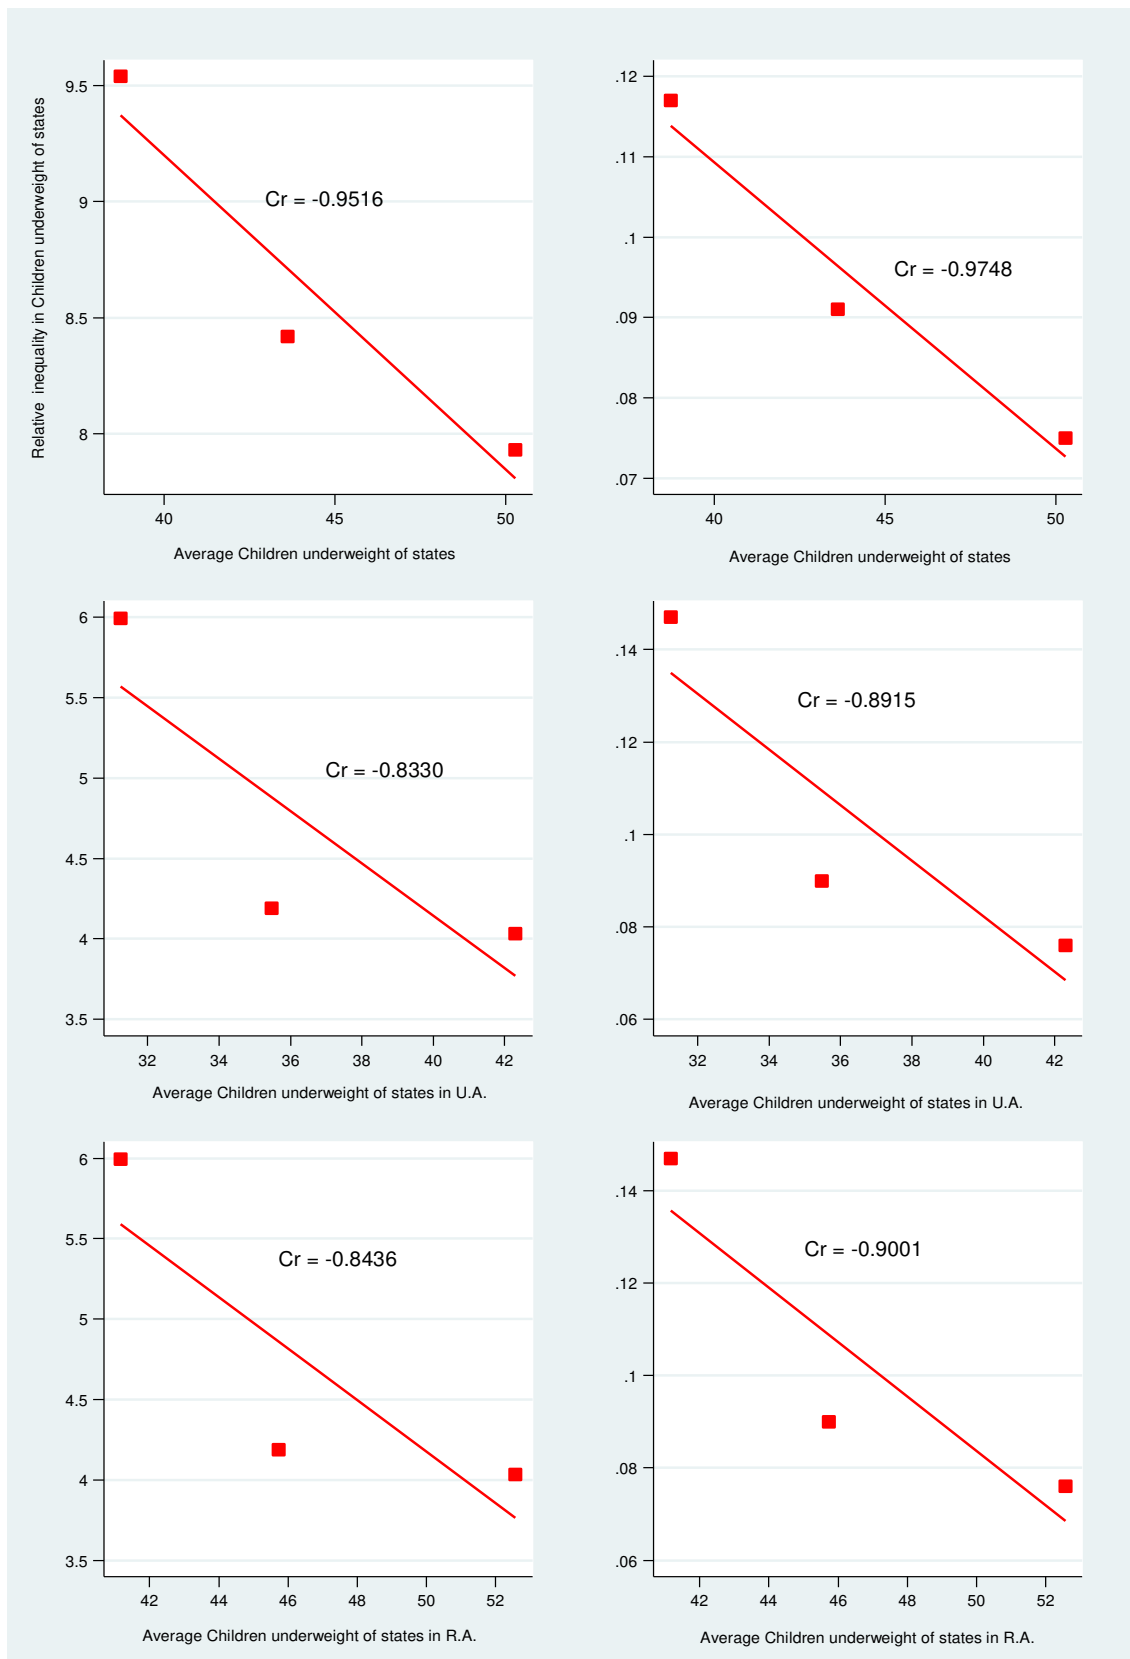 Relative  inequality in Children underweight of states
9.5
9
8.5
8
Cr = -0.9516
40 45 50
Average Children underweight of states
.12
.11
.1
.09
.08
.07
Cr = -0.9748
40 45 50
Average Children underweight of states
6
5.5
5
4.5
4
3.5
Cr = -0.8330
32 34 36 38 40 42
Average Children underweight of states in U.A.
.14
.12
.1
.08
.06
Cr = -0.8915
32 34 36 38 40 42
Average Children underweight of states in U.A.
6
5.5
5
4.5
4
3.5
Cr = -0.8436
42 44 46 48 50 52
Average Children underweight of states in R.A.
.14
.12
.1
.08
.06
Cr = -0.9001
42 44 46 48 50 52
Average Children underweight of states in R.A.